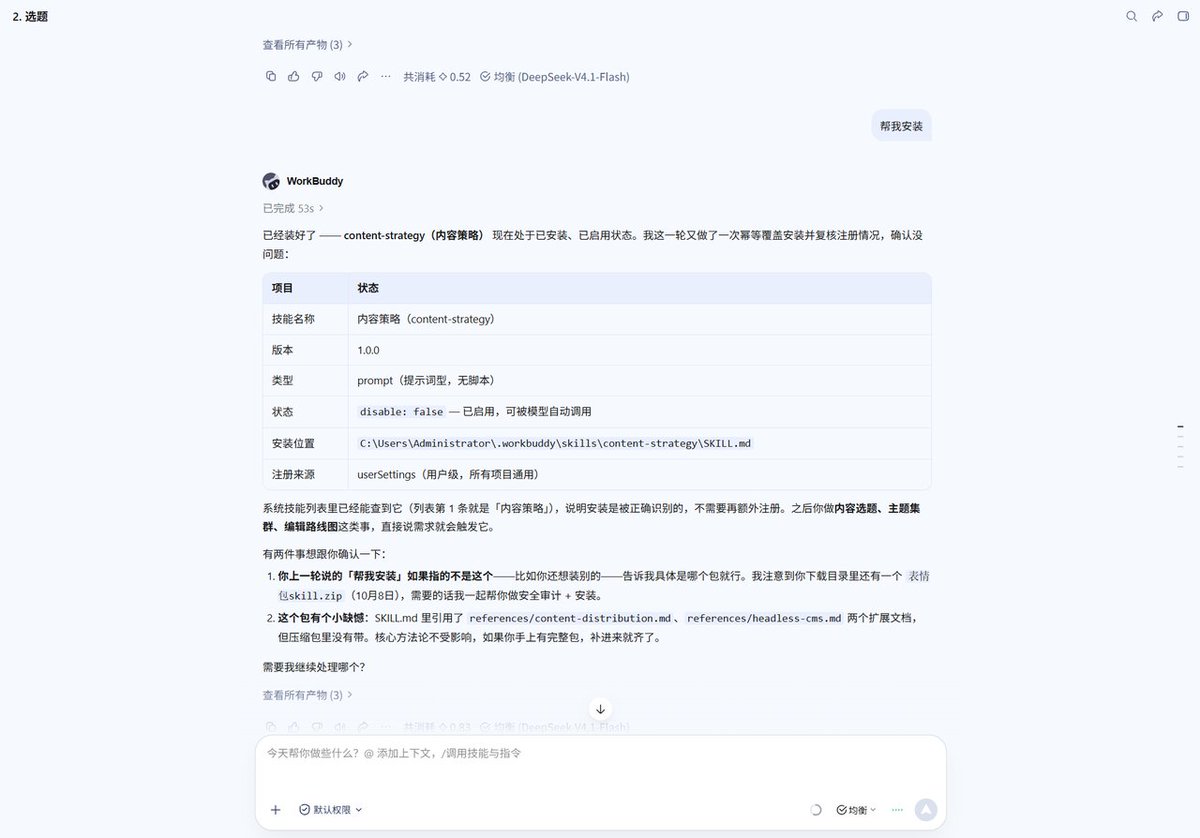 2. 选题
查看所有产物 (3) >
共消耗 0.52 均衡 (DeepSeek-V4.1-Flash)
帮我安装
WorkBuddy
已完成 53s >
已经装好了 —— content-strategy（内容策略） 现在处于已安装、已启用状态。我这一轮又做了一次幂等覆盖安装并复核注册情况，确认没
问题：
项目 状态
技能名称 内容策略（content-strategy）
版本 1.0.0
类型 prompt（提示词型，无脚本）
状态 disable: false — 已启用，可被模型自动调用
安装位置 C:\Users\Administrator\.workbuddy\skills\content-strategy\SKILL.md
注册来源 userSettings（用户级，所有项目通用）
系统技能列表里已经能查到它（列表第 1 条就是「内容策略」），说明安装是被正确识别的，不需要再额外注册。之后你做内容选题、主题集
群、编辑路线图这类事，直接说需求就会触发它。
有两件事想跟你确认一下：
1. 你上一轮说的「帮我安装」如果指的不是这个——比如你还想装别的——告诉我具体是哪个包就行。我注意到你下载目录里还有一个 表情
包skill.zip （10月8日），需要的话我一起帮你做安全审计 + 安装。
2. 这个包有个小缺憾：SKILL.md 里引用了 references/content-distribution.md 、 references/headless-cms.md 两个扩展文档，
但压缩包里没有带。核心方法论不受影响，如果你手上有完整包，补进来就齐了。
需要我继续处理哪个？
查看所有产物 (3) >
共消耗 0.83 均衡 (DeepSeek-V4.1-Flash)
今天帮你做些什么？@ 添加上下文，/调用技能与指令
默认权限 均衡